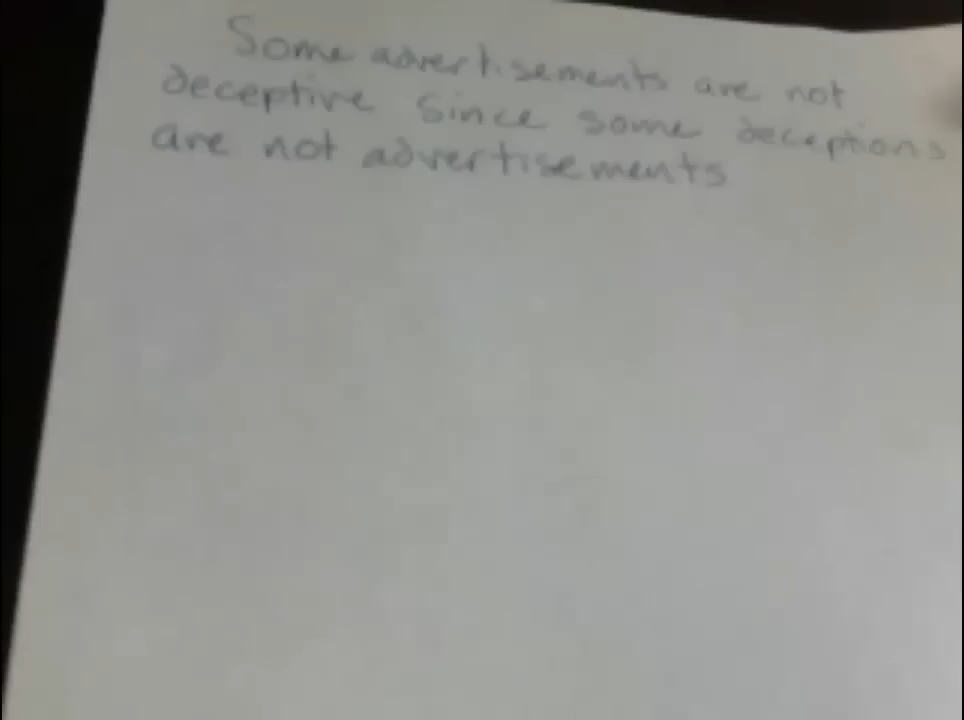 Some advertisements are not
deceptive since some deceptions
are not advertisements